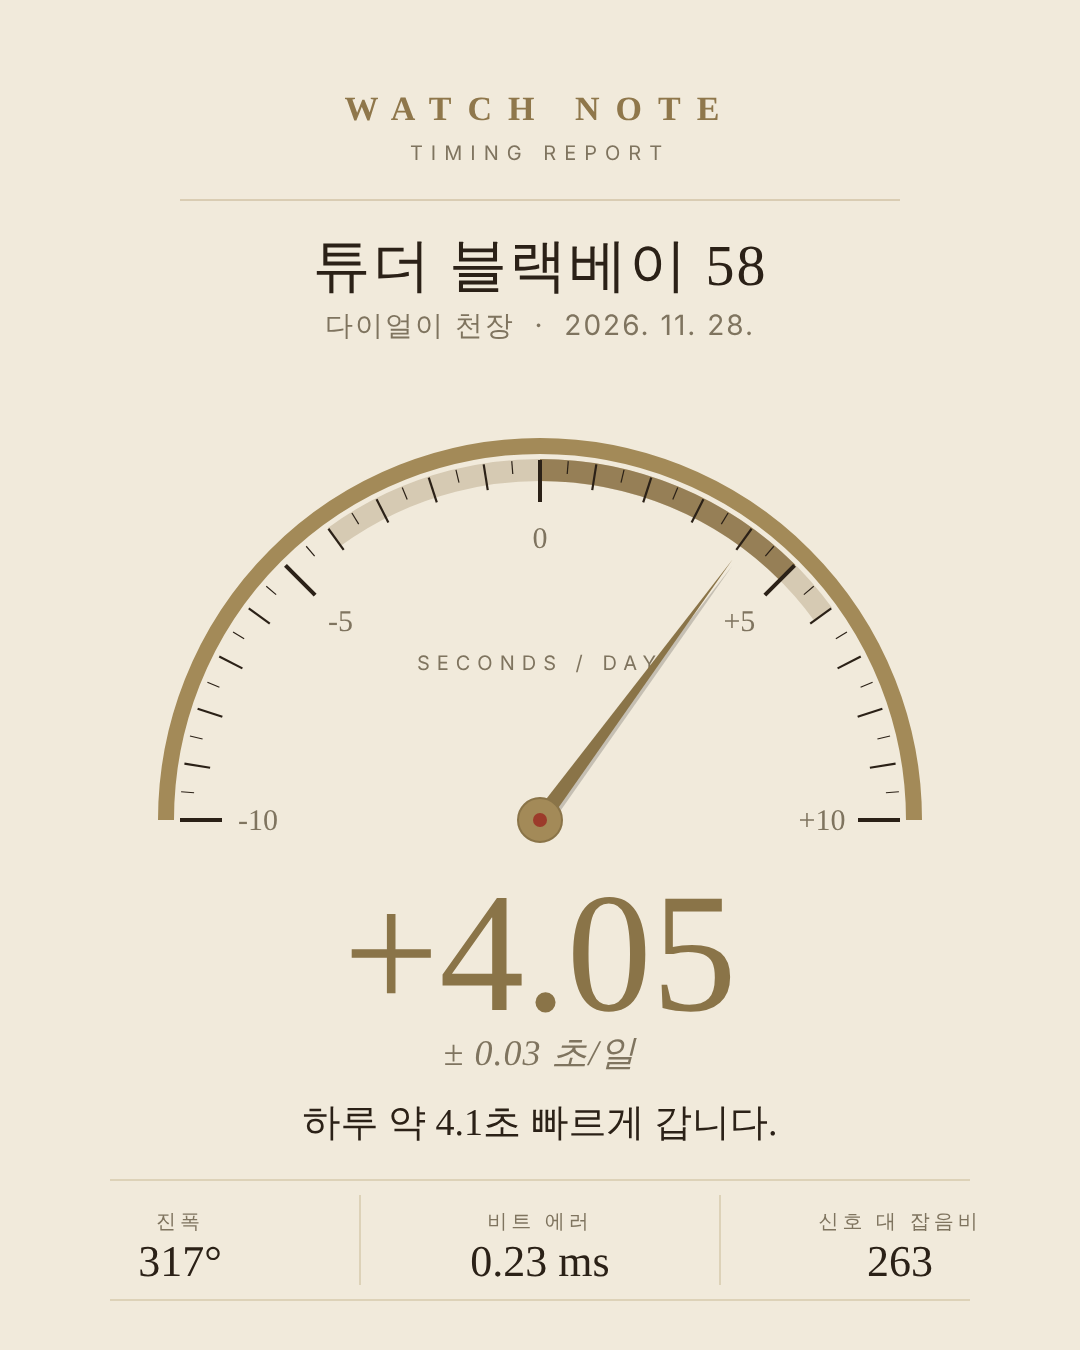 WATCH NOTE
TIMING REPORT
튜더 블랙베이 58
다이얼이 천장 · 2026. 11. 28.
0
-5 +5
SECONDS / DAY
-10 +10
+4.05
± 0.03 초/일
하루 약 4.1초 빠르게 갑니다.
진폭 비트 에러 신호 대 잡음비
317° 0.23 ms 263